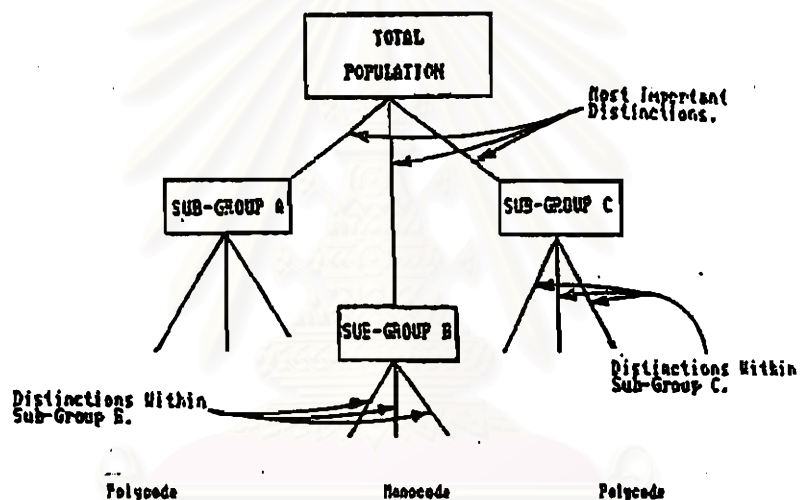 TOTAL
POPULATION
Most Important
Distinctions.
SUB-GROUP A
SUB-GROUP C
SUB-GROUP B
Distinctions Within
Sub-Group C.
Distinctions Within
Sub-Group B.
Polycode
Monocode
Polycode